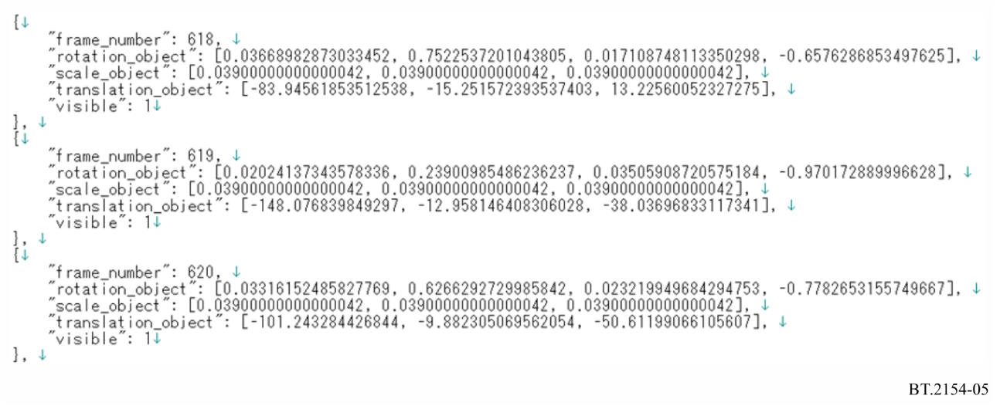 {↓
"frame_number": 618, ↓
"rotation_object": [0.03668982873033452, 0.7522537201043805, 0.017108748113350298, -0.6576286853497625], ↓
"scale_object": [0.03900000000000042, 0.03900000000000042, 0.03900000000000042], ↓
"translation_object": [-83.94561853512538, -15.251572393537403, 13.22560052327275], ↓
"visible": 1↓
}, ↓
{↓
"frame_number": 619, ↓
"rotation_object": [0.02024137343578336, 0.23900985486236237, 0.03505908720575184, -0.970172889996628], ↓
"scale_object": [0.03900000000000042, 0.03900000000000042, 0.03900000000000042], ↓
"translation_object": [-148.076839849297, -12.958146408306028, -38.03696833117341], ↓
"visible": 1↓
}, ↓
{↓
"frame_number": 620, ↓
"rotation_object": [0.03316152485827769, 0.6266292729985842, 0.023219949684294753, -0.7782653155749667], ↓
"scale_object": [0.03900000000000042, 0.03900000000000042, 0.03900000000000042], ↓
"translation_object": [-101.243284426844, -9.882305069562054, -50.61199066105607], ↓
"visible": 1↓
}, ↓
BT.2154-05